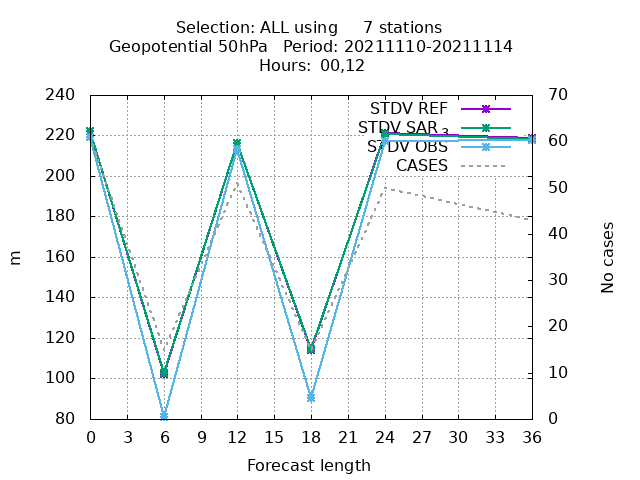 Selection: ALL using     7 stations
Geopotential 50hPa   Period: 20211110-20211114
Hours: 00,12
STDV REF
STDV SAR 3
STDV OBS
CASES
240
220
200
180
160
140
120
100
80
70
60
50
40
30
20
10
0
m
No cases
0 3 6 9 12 15 18 21 24 27 30 33 36
Forecast length